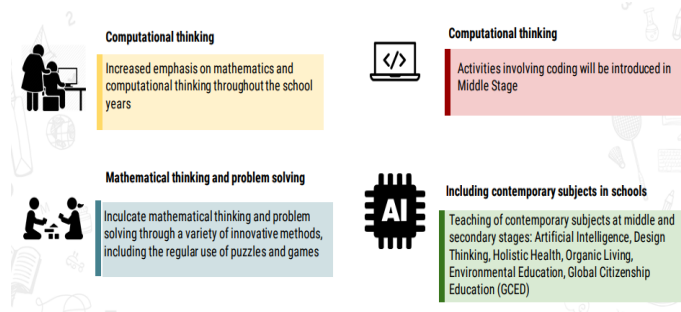 Computational thinking
Increased emphasis on mathematics and
computational thinking throughout the school
years
Computational thinking
</>
Activities involving coding will be introduced in
Middle Stage
Mathematical thinking and problem solving
Inculcate mathematical thinking and problem
solving through a variety of innovative methods,
including the regular use of puzzles and games
AI
Including contemporary subjects in schools
Teaching of contemporary subjects at middle and
secondary stages: Artificial Intelligence, Design
Thinking, Holistic Health, Organic Living,
Environmental Education, Global Citizenship
Education (GCED)